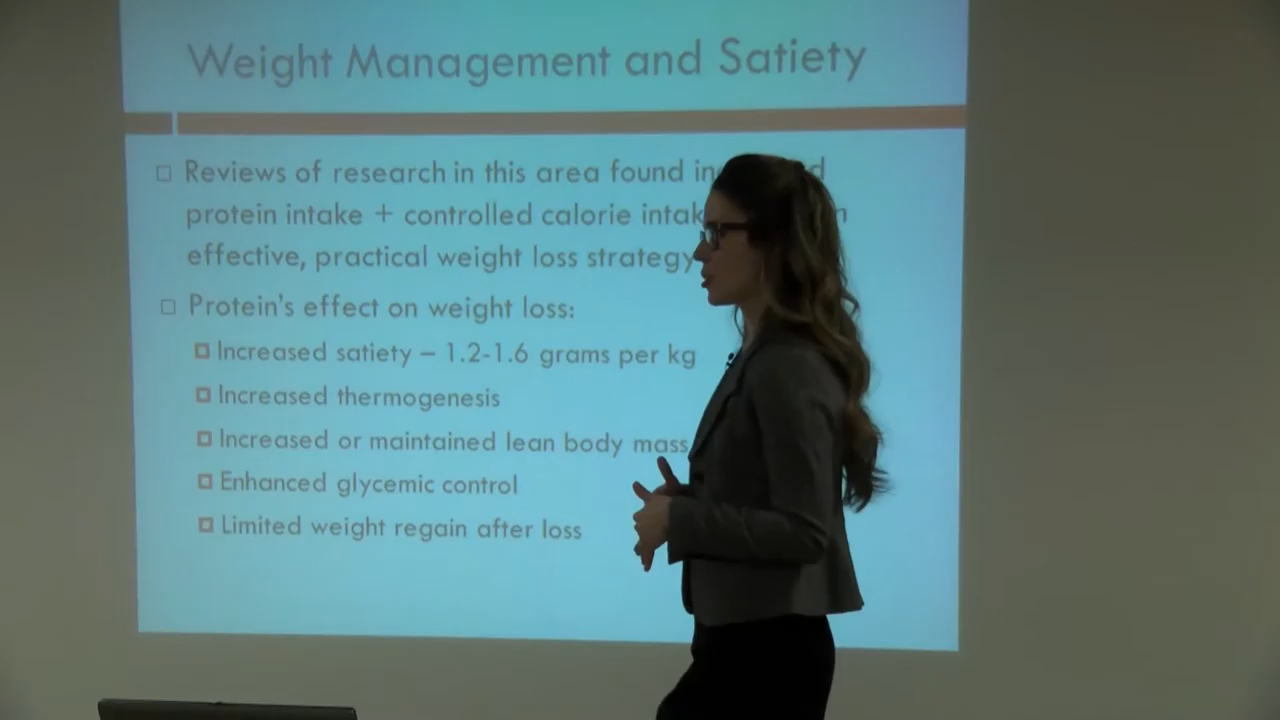 Weight Management and Satiety
Reviews of research in this area found
protein intake + controlled calorie
effective, practical weight loss strategy
Protein's effect on weight loss:
Increased satiety – 1.2-1.6 grams per kg
Increased thermogenesis
Increased or maintained lean body mass
Enhanced glycemic control
Limited weight regain after loss